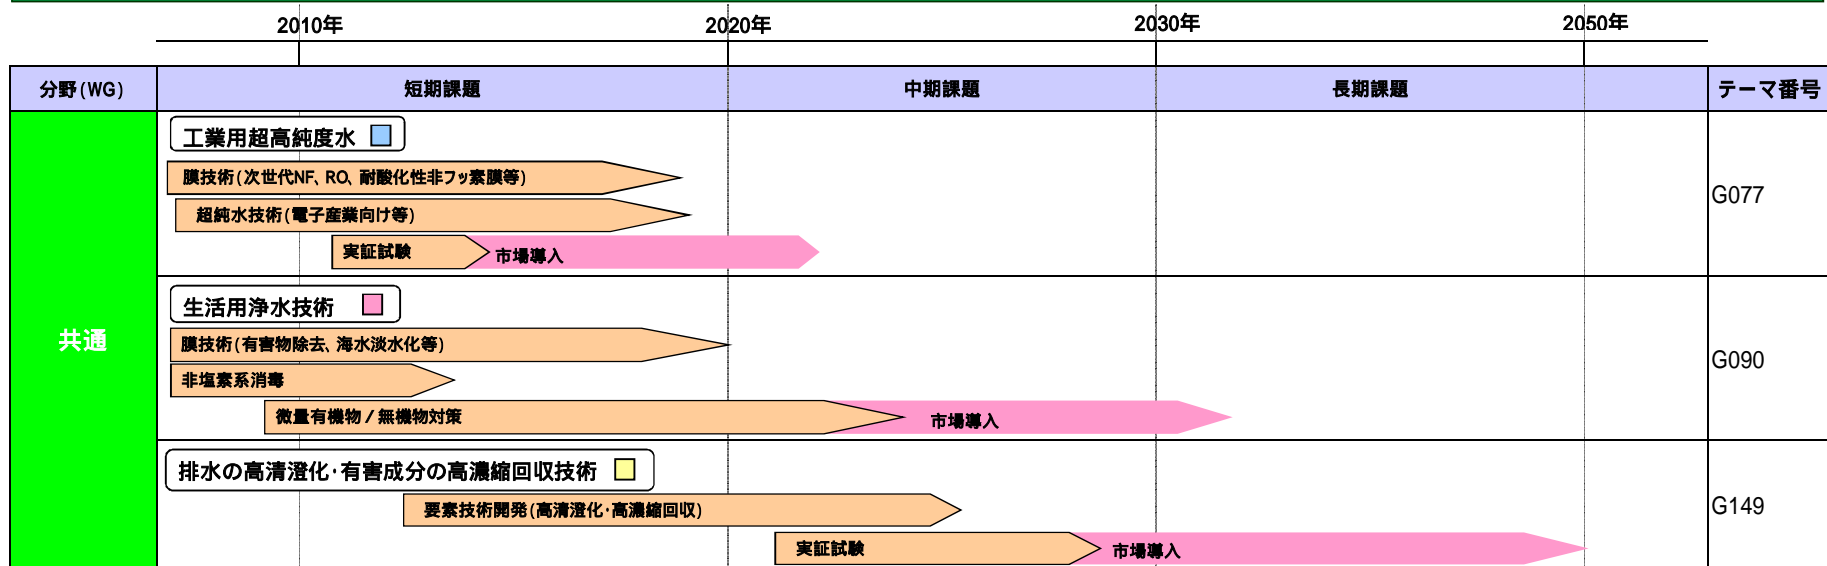 2010年 2020年 2030年 2050年
分野(WG) 短期課題 中期課題 長期課題 テーマ番号
工業用超高純度水
膜技術(次世代NF、RO、耐酸化性非フッ素膜等)
G077
超純水技術(電子産業向け等)
実証試験 市場導入
生活用浄水技術
共通
膜技術(有害物除去、海水淡水化等)
G090
非塩素系消毒
微量有機物/無機物対策 市場導入
排水の高清澄化・有害成分の高濃縮回収技術
要素技術開発(高清澄化・高濃縮回収)
G149
実証試験 市場導入